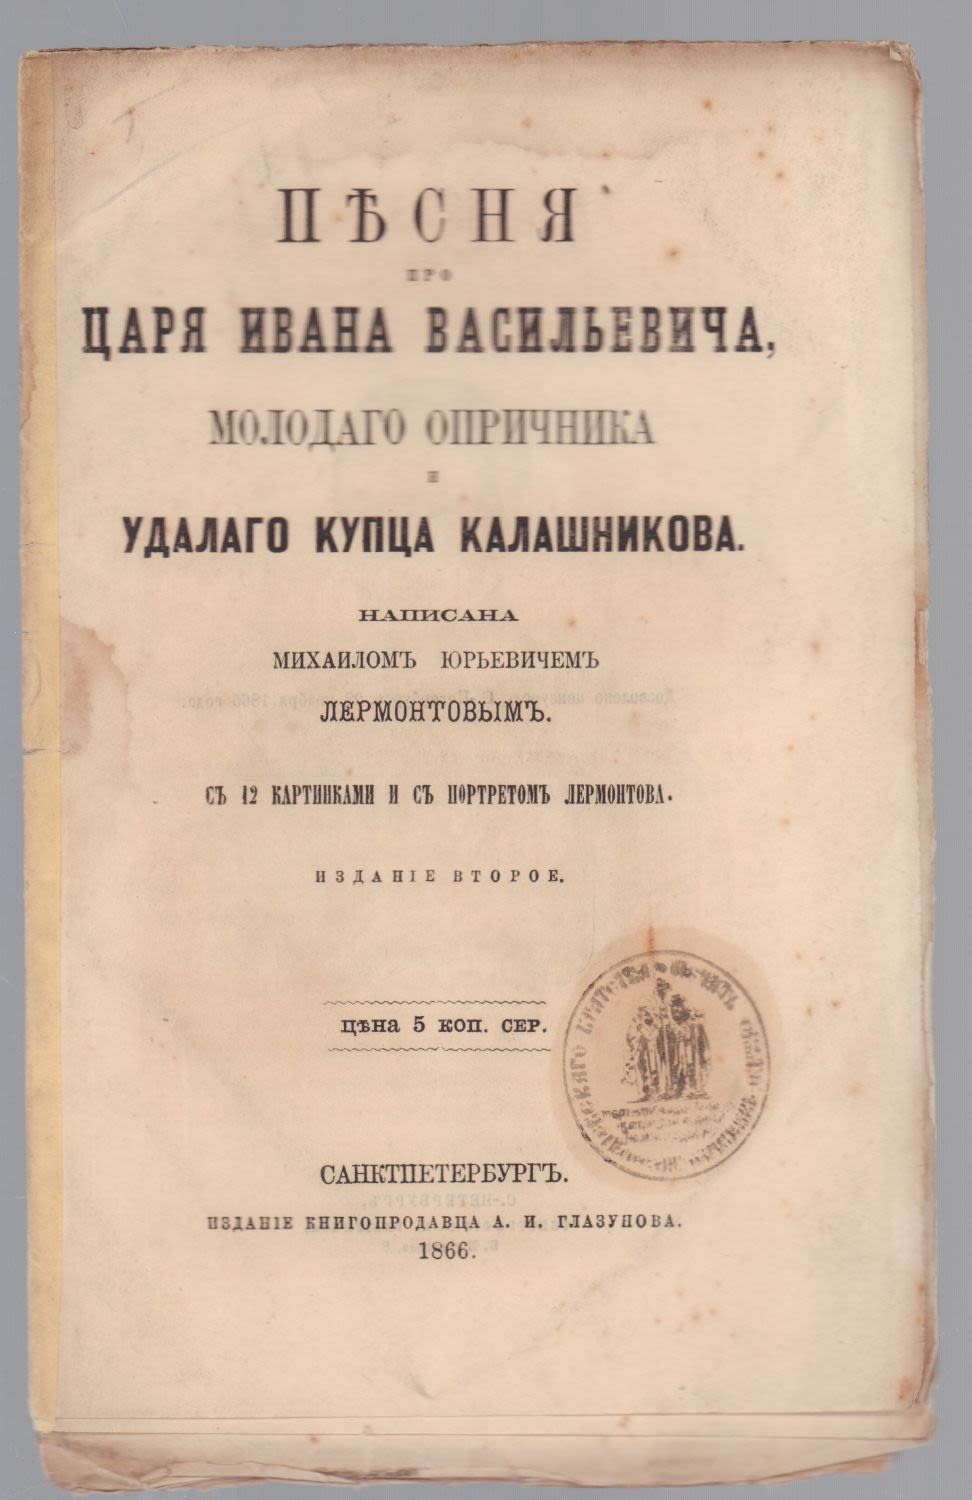 ПѢСНЯ
ПРО
ЦАРЯ ИВАНА ВАСИЛЬЕВИЧА,
МОЛОДАГО ОПРИЧНИКА
И
УДАЛАГО КУПЦА КАЛАШНИКОВА.
НАПИСАНА
МИХАИЛОМЪ ЮРЬЕВИЧЕМЪ
ЛЕРМОНТОВЫМЪ.
СЪ 12 КАРТИНКАМИ И СЪ ПОРТРЕТОМЪ ЛЕРМОНТОВА.
ИЗДАНІЕ ВТОРОЕ.
ЦѢНА 5 КОП. СЕР.
САНКТПЕТЕРБУРГЪ.
ИЗДАНІЕ КНИГОПРОДАВЦА А. И. ГЛАЗУНОВА.
1866.